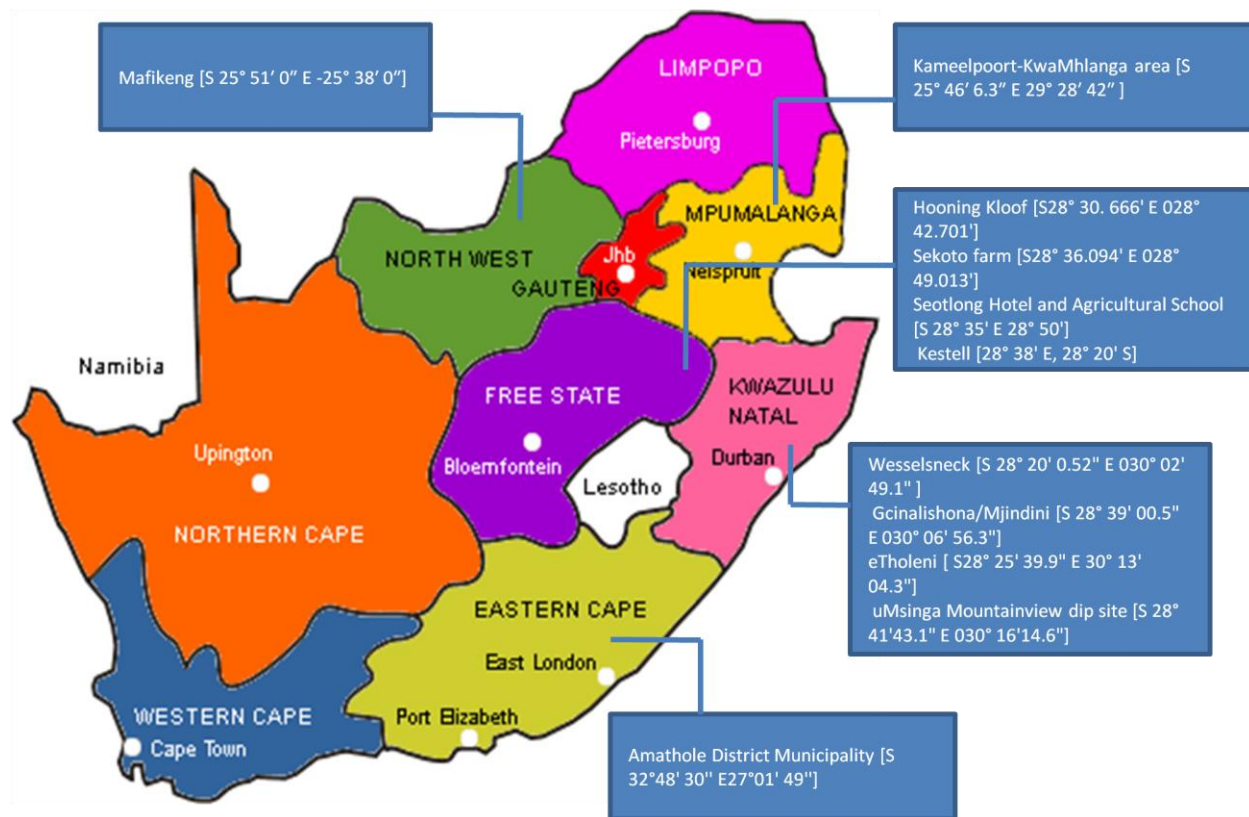 Mafikeng [S 25° 51′ 0″ E -25° 38′ 0″]
LIMPOPO
Pietersburg
Kameelpoort-KwaMhlanga area [S
25° 46′ 6.3″ E 29° 28′ 42″ ]
MPUMALANGA
Nelspruit
Jhb
GAUTENG
NORTH WEST
Hooning Kloof [S28° 30. 666' E 028°
42.701']
Sekoto farm [S28° 36.094' E 028°
49.013']
Seotlong Hotel and Agricultural School
[S 28° 35' E 28° 50']
Kestell [28° 38' E, 28° 20' S]
Namibia
FREE STATE
Bloemfontein
KWAZULU
NATAL
Durban
Lesotho
Upington
NORTHERN CAPE
Wesselsneck [S 28° 20' 0.52" E 030° 02'
49.1" ]
Gcinalishona/Mjindini [S 28° 39' 00.5"
E 030° 06' 56.3"]
eTholeni [ S28° 25' 39.9" E 30° 13'
04.3"]
uMsinga Mountainview dip site [S 28°
41'43.1" E 030° 16'14.6"]
EASTERN CAPE
East London
Port Elizabeth
WESTERN CAPE
Cape Town
Amathole District Municipality [S
32°48' 30'' E27°01' 49'']